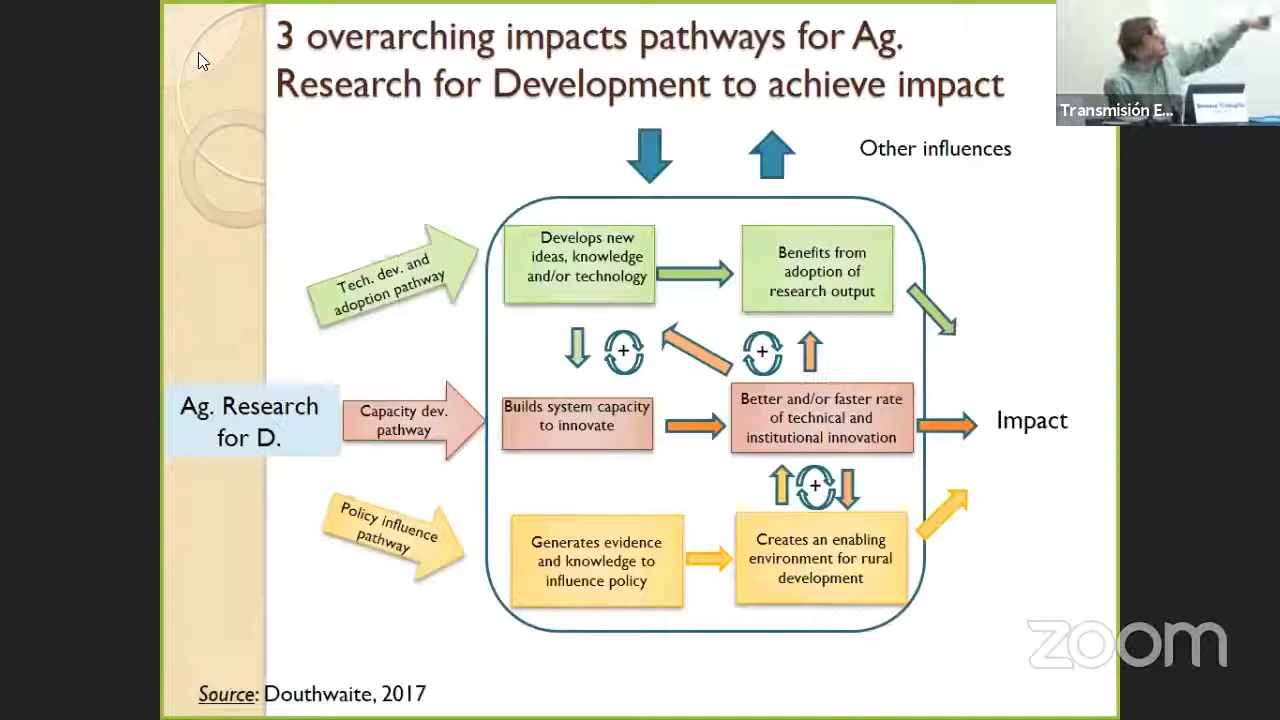 3 overarching impacts pathways for Ag.
Research for Development to achieve impact
Transmisión E...
Other influences
Tech. dev. and
adoption pathway
Develops new
ideas, knowledge
and/or technology
Benefits from
adoption of
research output
+
+
Ag. Research
for D.
Capacity dev.
pathway
Builds system capacity
to innovate
Better and/or faster rate
of technical and
institutional innovation
Impact
+
Policy influence
pathway
Generates evidence
and knowledge to
influence policy
Creates an enabling
environment for rural
development
zoom
Source: Douthwaite, 2017